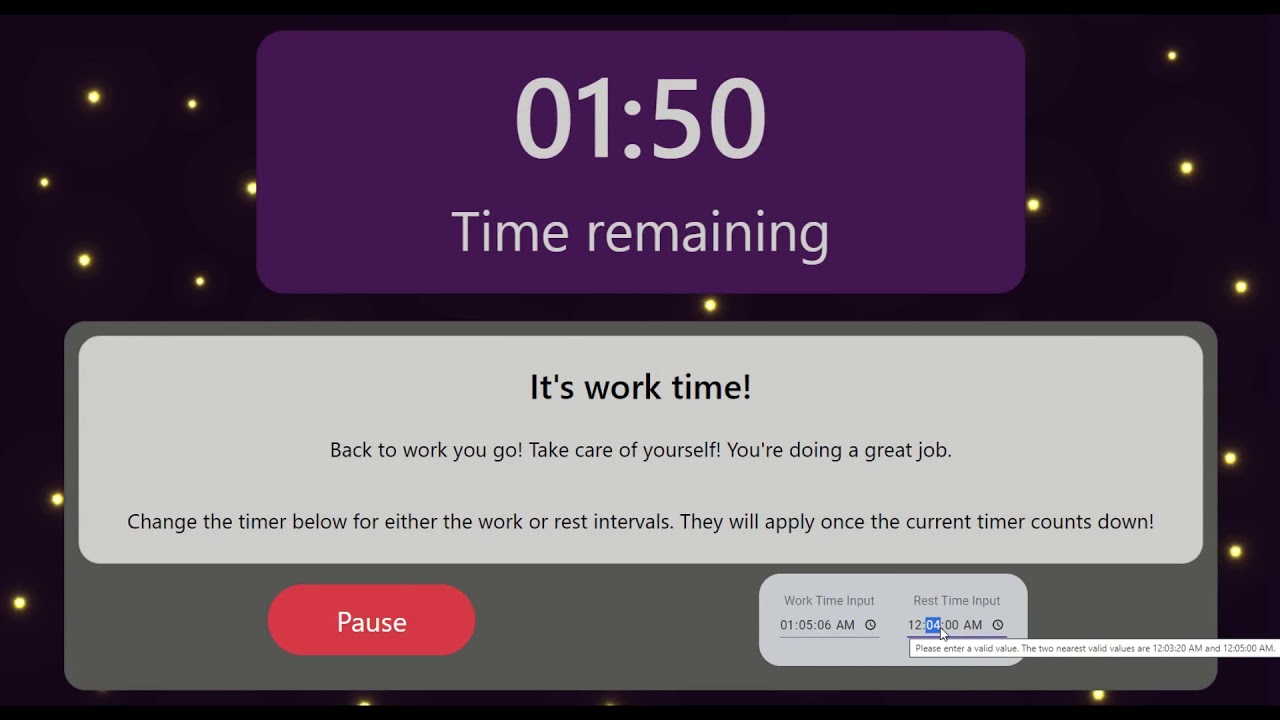 01:50
Time remaining
It's work time!
Back to work you go! Take care of yourself! You're doing a great job.
Change the timer below for either the work or rest intervals. They will apply once the current timer counts down!
Pause
Work Time Input
01:05:06 AM
Rest Time Input
12:04:00 AM
Please enter a valid value. The two nearest valid values are 12:03:20 AM and 12:05:00 AM.